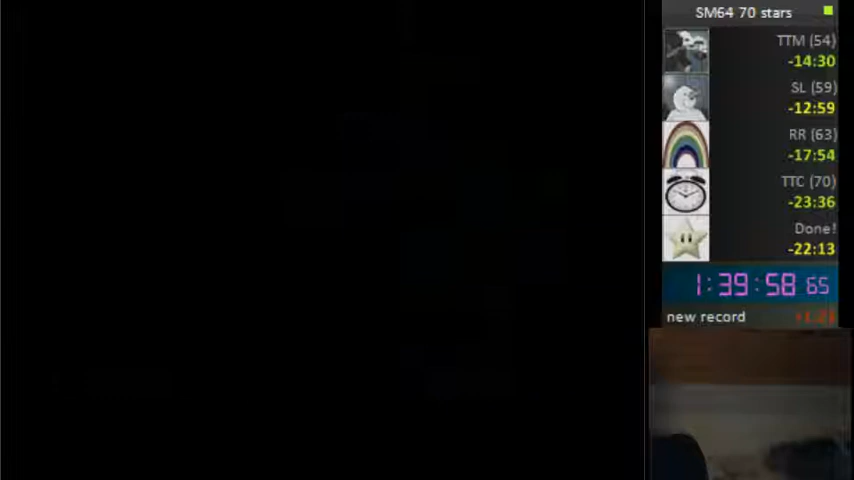 SM64 70 stars
TTM (54)
-14:30
SL (59)
-12:59
RR (63)
-17:54
TTC (70)
-23:36
Done!
-22:13
1:39:58 65
new record